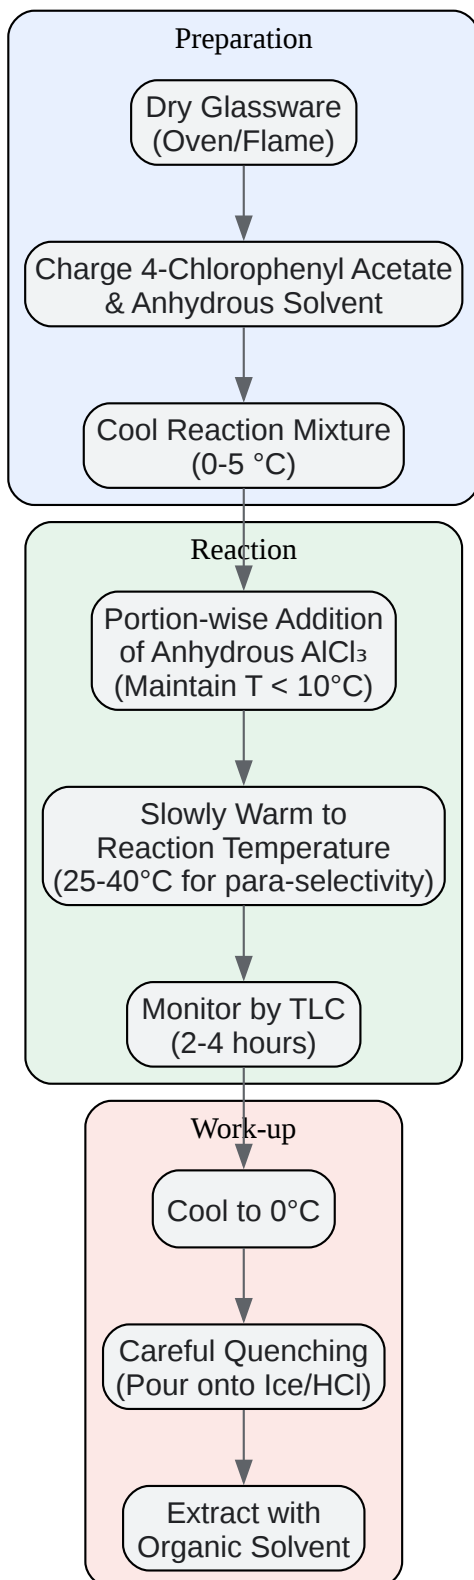 Preparation
Dry Glassware
(Oven/Flame)
Charge 4-Chlorophenyl Acetate
& Anhydrous Solvent
Cool Reaction Mixture
(0-5 °C)
Reaction
Portion-wise Addition
of Anhydrous AlCl₃
(Maintain T < 10°C)
Slowly Warm to
Reaction Temperature
(25-40°C for para-selectivity)
Monitor by TLC
(2-4 hours)
Work-up
Cool to 0°C
Careful Quenching
(Pour onto Ice/HCl)
Extract with
Organic Solvent